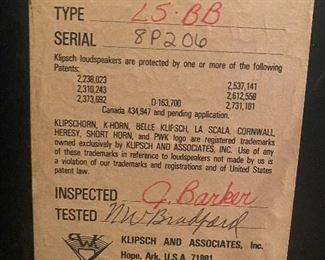 TYPE LS-BB
SERIAL 8P206
Klipsch loudspeakers are protected by one or more of the following
Patents:
2,238,023 2,537,141
2,310,243 2,612,558
2,373,692 D-163,700 2,731,101
Canada 434,947 and pending application.
KLIPSCHORN, K-HORN, BELLE KLIPSCH, LA SCALA, CORNWALL,
HERESY, SHORT HORN, and PWK logo are registered trademarks
owned exclusively by KLIPSCH AND ASSOCIATES, INC. Use of
any of these trademarks in reference to loudspeakers not made by us is
a violation of our trademarks and registrations and of United States
patent law.
INSPECTED J. Barker
TESTED NW Bradford
PWK KLIPSCH AND ASSOCIATES, Inc.
Hope, Ark. U.S.A. 71801